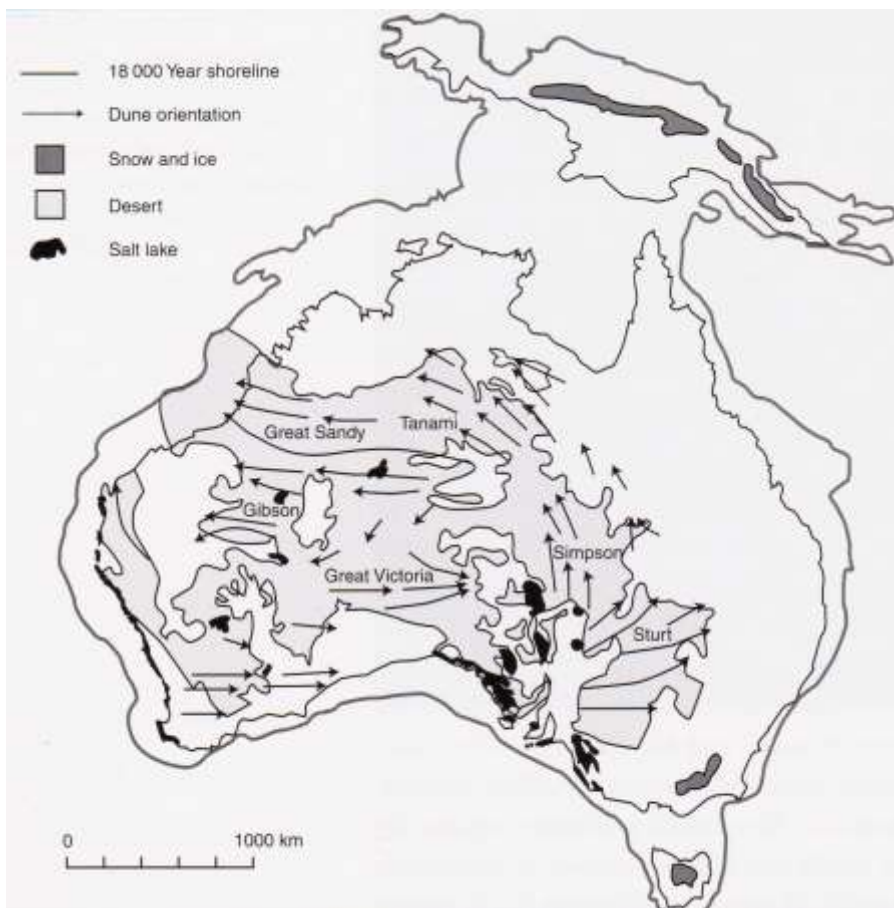 18 000 Year shoreline
Dune orientation
Snow and ice
Desert
Salt lake
Great Sandy
Tanami
Gibson
Simpson
Great Victoria
Sturt
0 1000 km